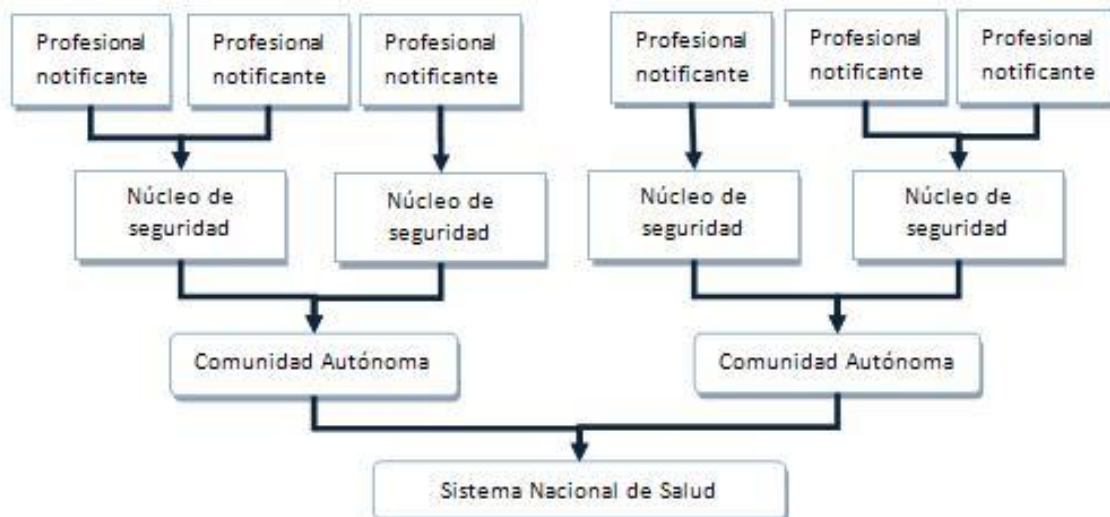 Profesional
notificante
Profesional
notificante
Profesional
notificante
Profesional
notificante
Profesional
notificante
Profesional
notificante
Núcleo de
seguridad
Núcleo de
seguridad
Núcleo de
seguridad
Núcleo de
seguridad
Comunidad Autónoma
Comunidad Autónoma
Sistema Nacional de Salud